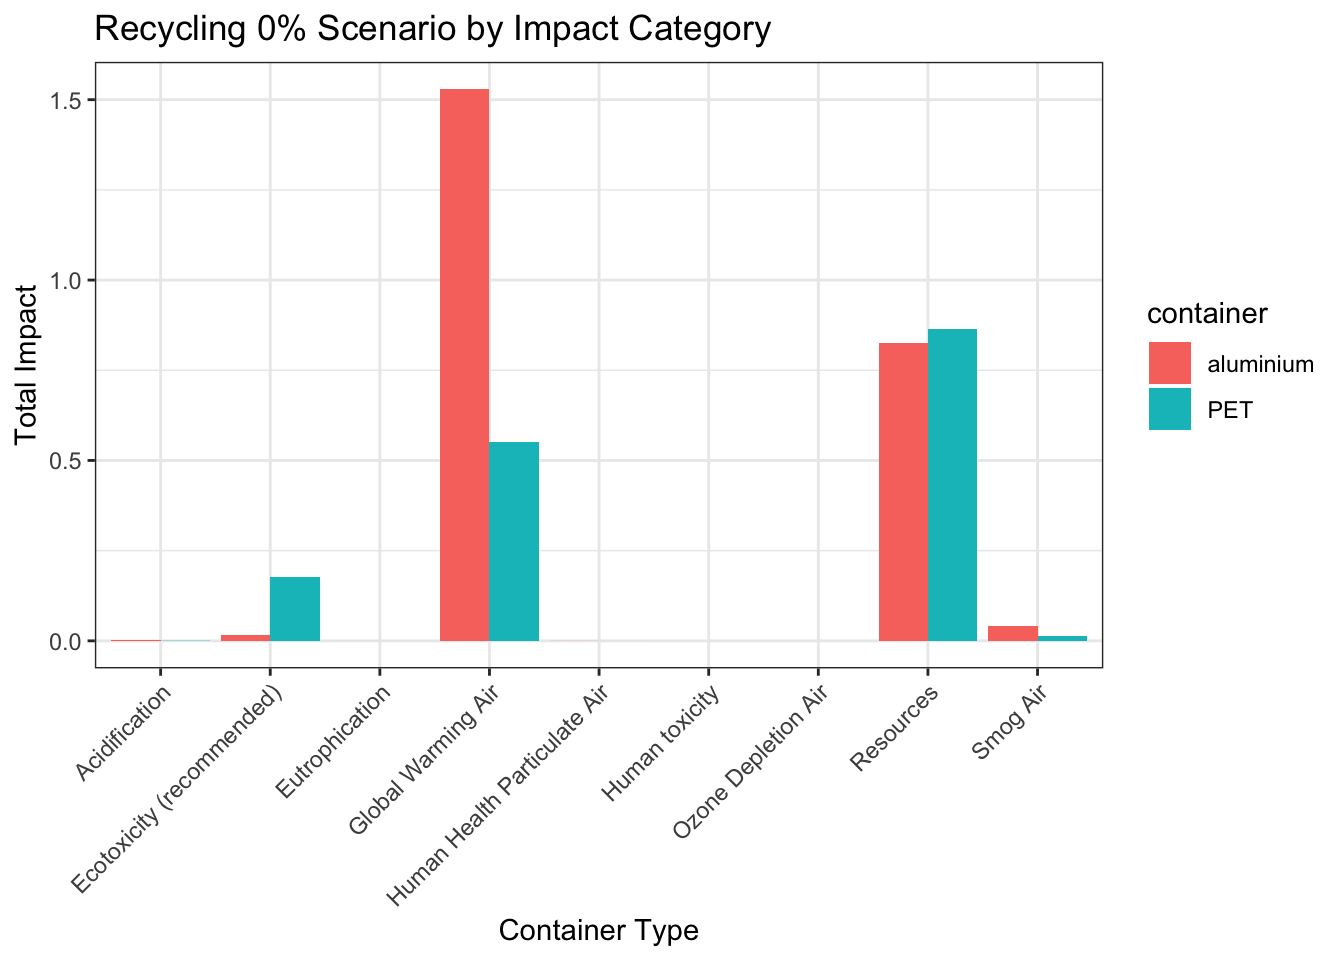 Recycling 0% Scenario by Impact Category
Total Impact
1.5
1.0
0.5
0.0
Acidification
Ecotoxicity (recommended)
Eutrophication
Global Warming Air
Human Health Particulate Air
Human toxicity
Ozone Depletion Air
Resources
Smog Air
Container Type
container
aluminium
PET